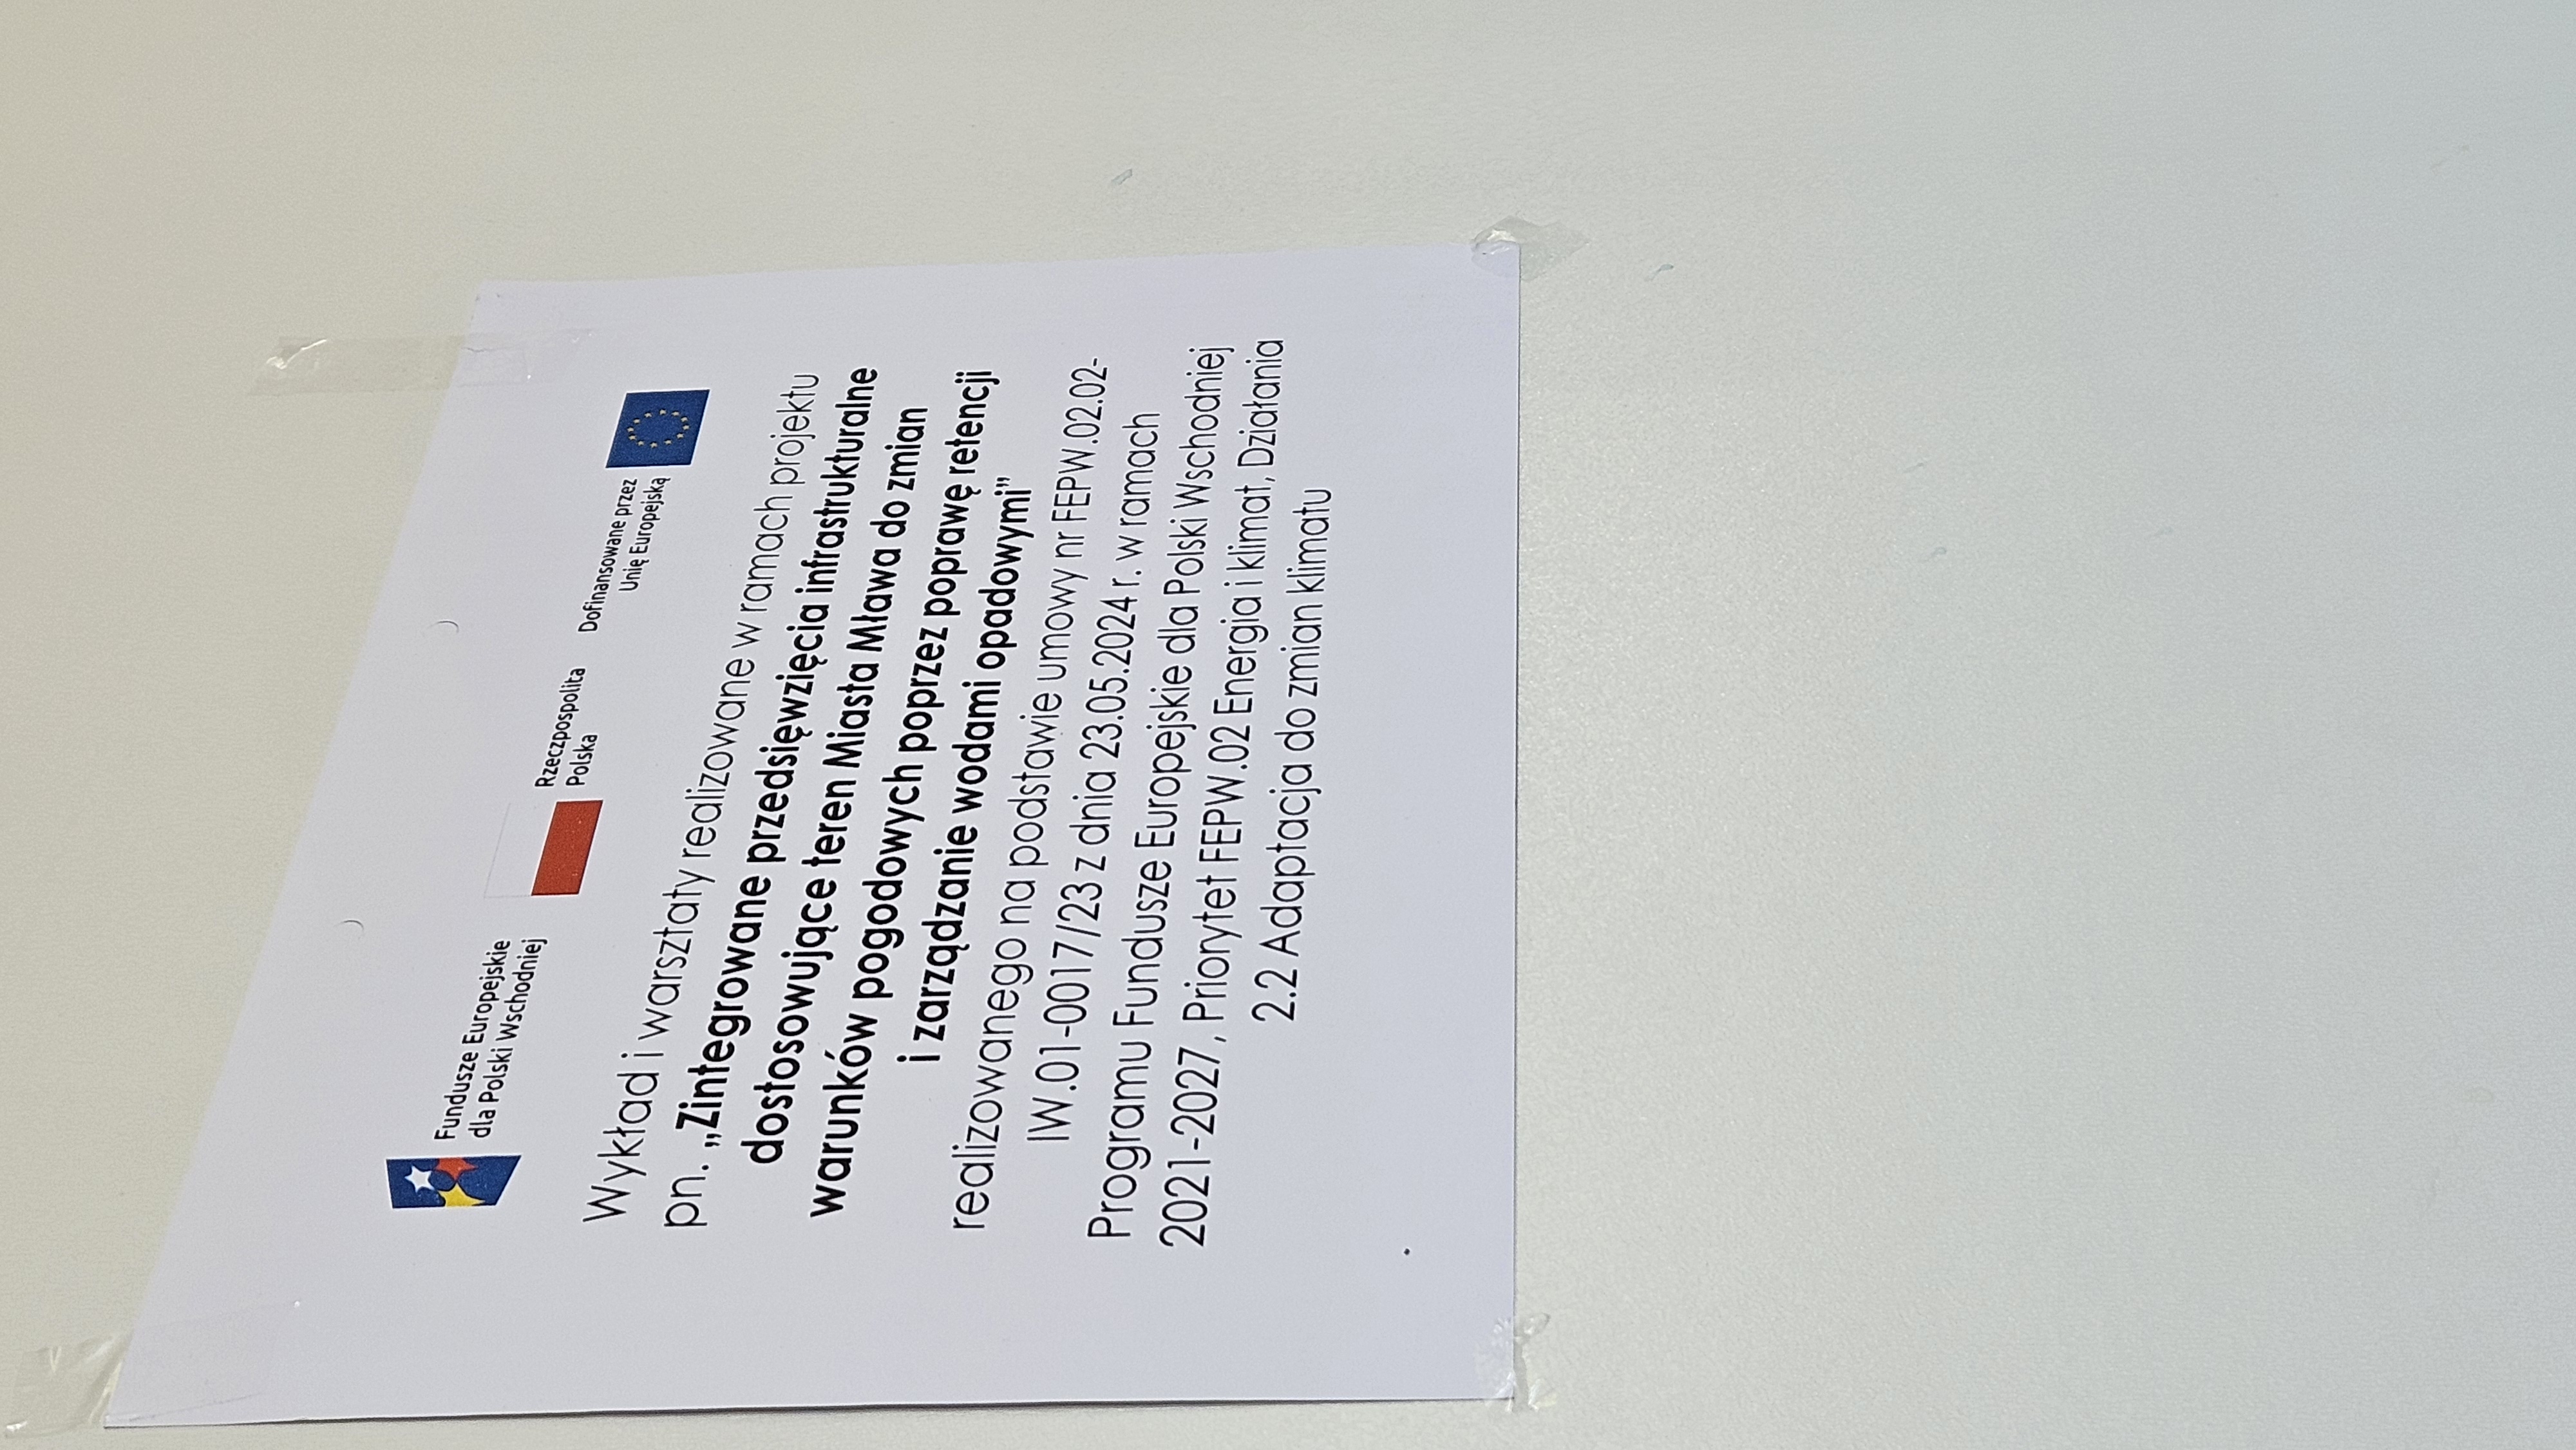 Fundusze Europejskie
dla Polski Wschodniej
Rzeczpospolita
Polska
Dofinansowane przez
Unię Europejską
Wykład i warsztaty realizowane w ramach projektu
pn. „Zintegrowane przedsięwzięcia infrastrukturalne
dostosowujące teren Miasta Mława do zmian
warunków pogodowych poprzez poprawę retencji
i zarządzanie wodami opadowymi”
realizowanego na podstawie umowy nr FEPW.02.02-
IW.01-0017/23 z dnia 23.05.2024 r. w ramach
Programu Fundusze Europejskie dla Polski Wschodniej
2021-2027, Priorytet FEPW.02 Energia i klimat, Działania
2.2 Adaptacja do zmian klimatu